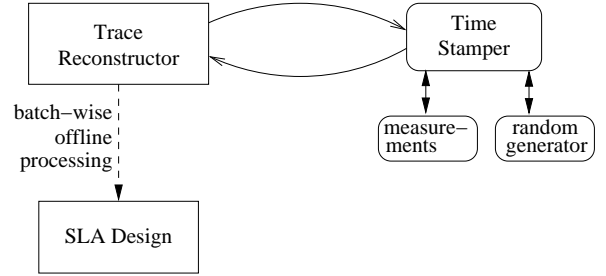 Trace
Reconstructor
Time
Stamper
batch−wise
offline
processing
measure−
ments
random
generator
SLA Design